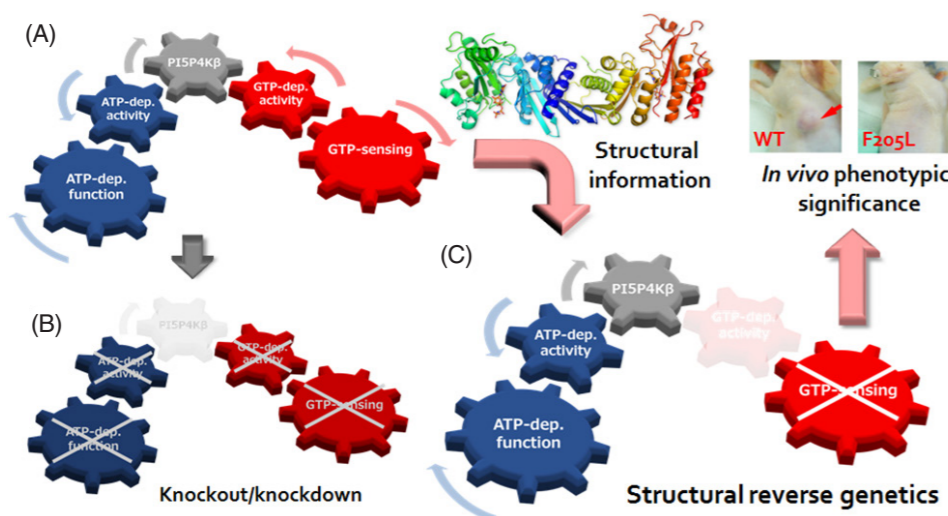 (A)
PI5P4Kβ
ATP-dep.
activity
GTP-dep.
activity
ATP-dep.
function
GTP-sensing
Structural
information
WT
F205L
In vivo phenotypic
significance
(B)
PI5P4Kβ
ATP-dep.
activity
GTP-dep.
activity
ATP-dep.
function
GTP-sensing
Knockout/knockdown
(C)
PI5P4Kβ
ATP-dep.
activity
GTP-dep.
activity
ATP-dep.
function
GTP-sensing
Structural reverse genetics